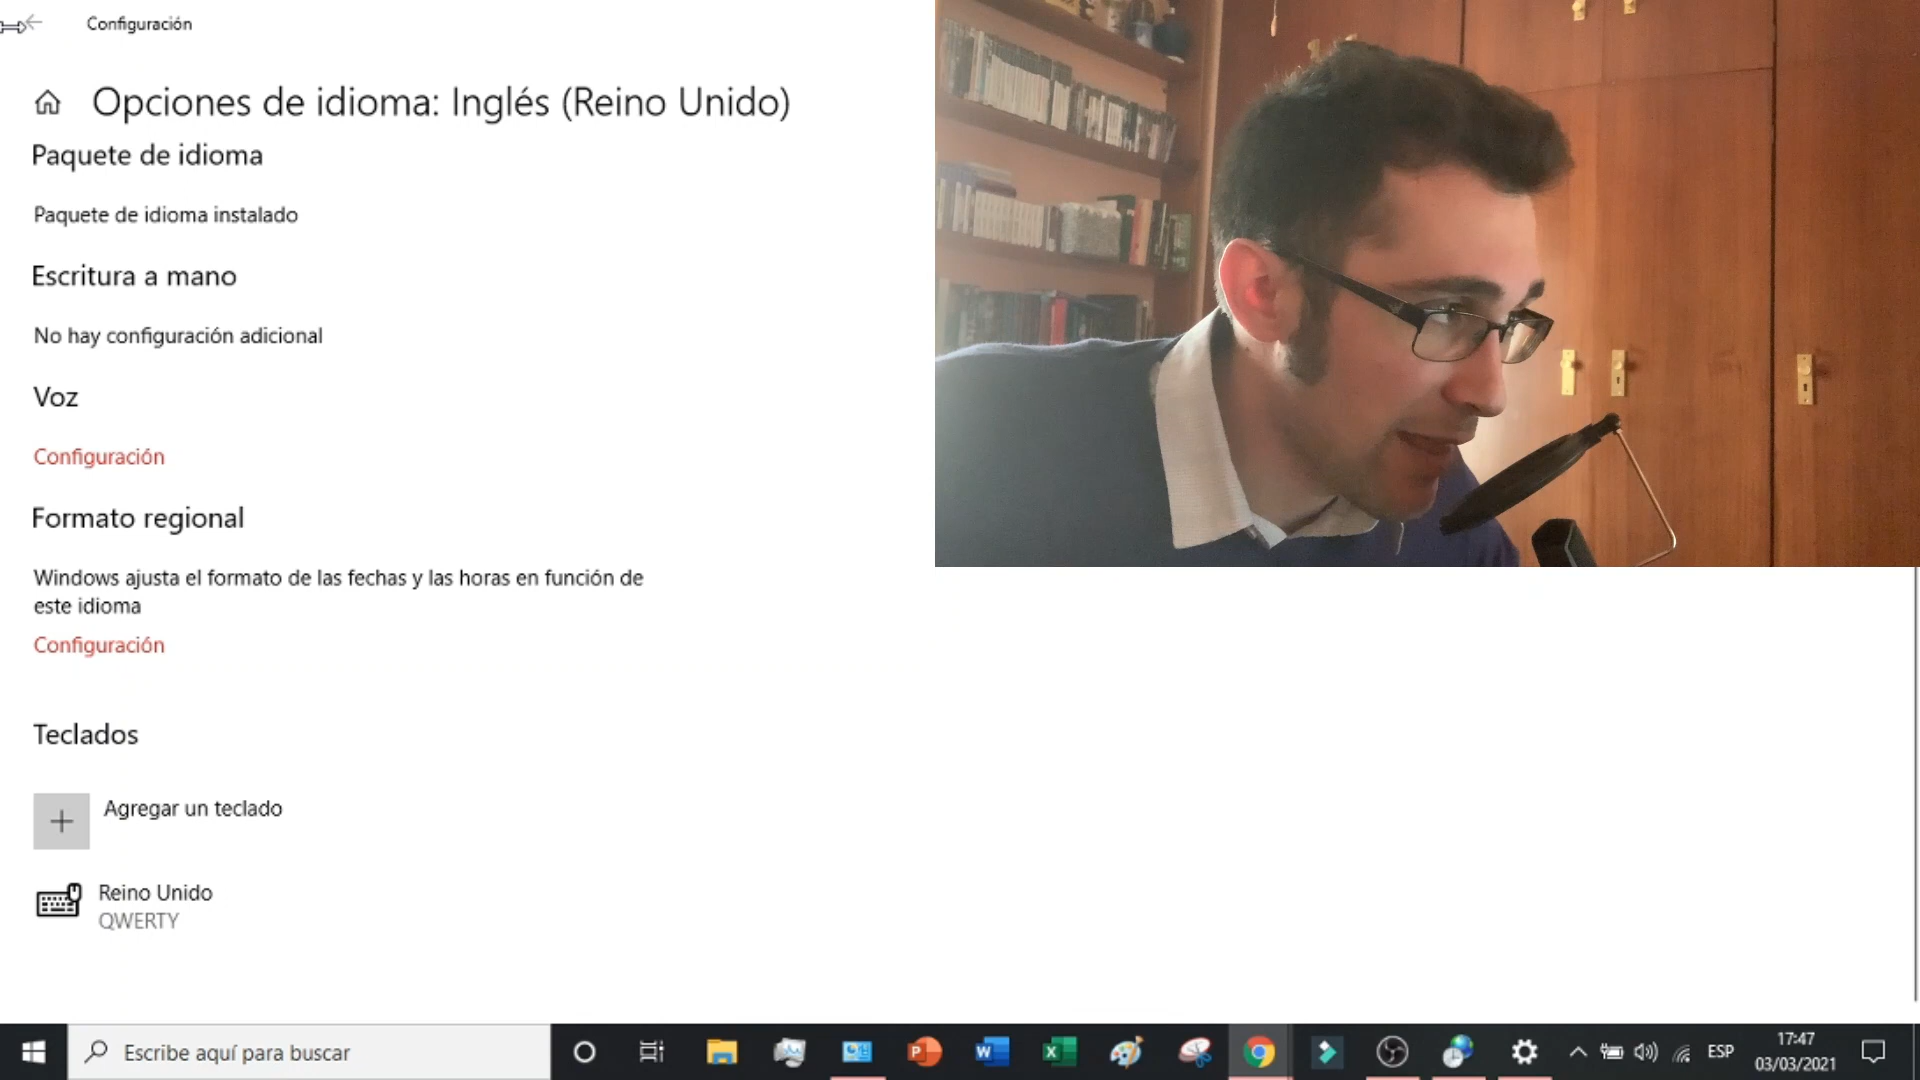 Configuración
Opciones de idioma: Inglés (Reino Unido)
Paquete de idioma
Paquete de idioma instalado
Escritura a mano
No hay configuración adicional
Voz
Configuración
Formato regional
Windows ajusta el formato de las fechas y las horas en función de
este idioma
Configuración
Teclados
Agregar un teclado
Reino Unido
QWERTY
Escribe aquí para buscar
ESP
17:47
03/03/2021